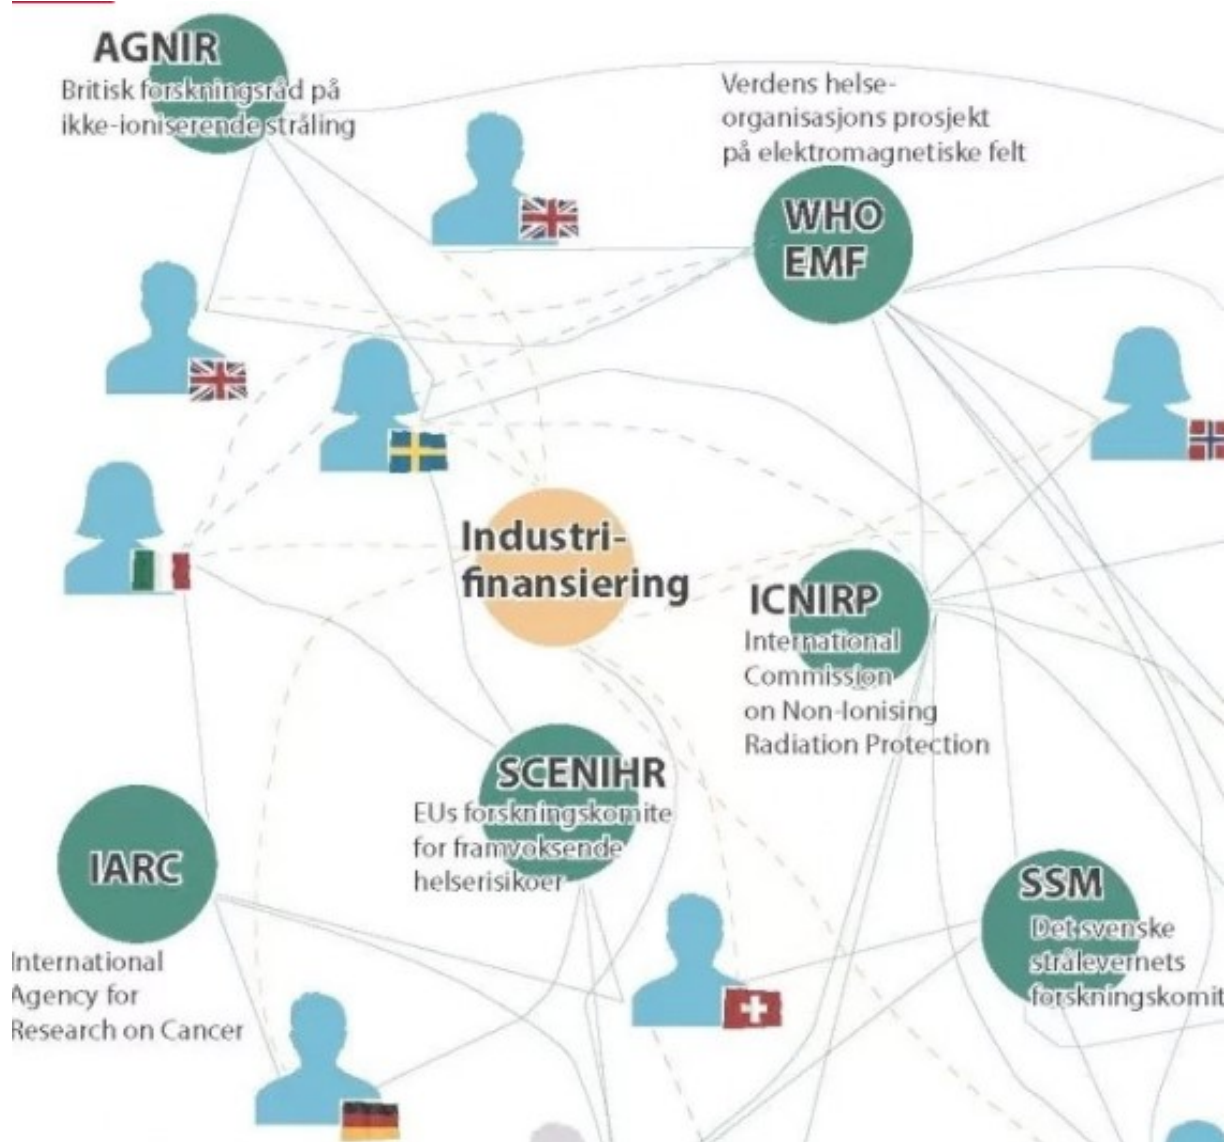 AGNIR
Britisk forskningsråd på
ikke-ioniserende stråling
Verdens helse-
organisasjons prosjekt
på elektromagnetiske felt
WHO
EMF
Industri-
finansiering
ICNIRP
International
Commission
on Non-Ionising
Radiation Protection
SCENIHR
EUs forskningskomite
for framvoksende
helserisikoer
IARC
International
Agency for
Research on Cancer
SSM
Det svenske
strålevernets
forskningskomit